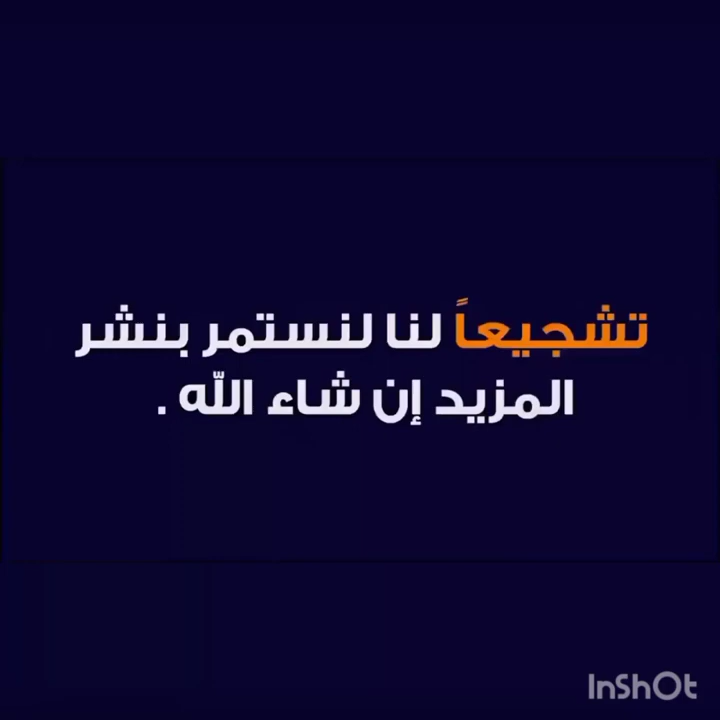 تشجيعاً لنا لنستمر بنشر
المزيد إن شاء الله .
InShOt